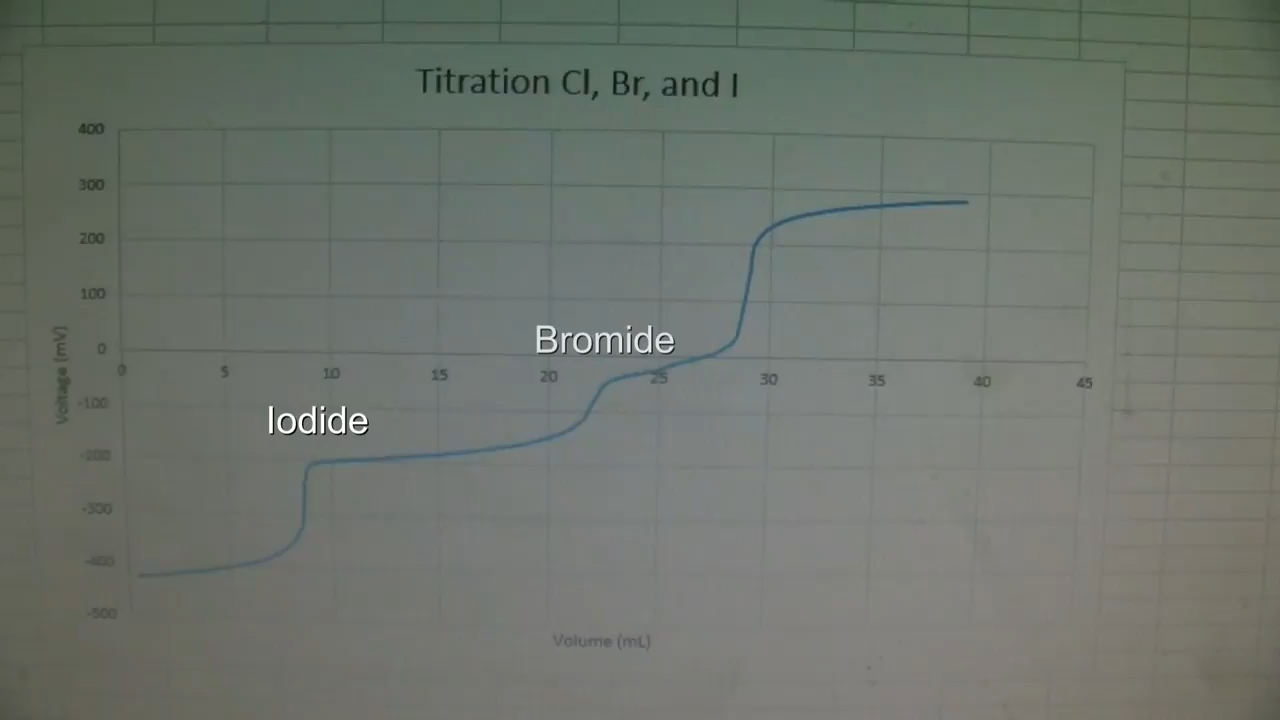 Titration Cl, Br, and I
400
300
200
100
0
-100
-200
-300
-400
-500
Voltage (mV)
0 5 10 15 20 25 30 35 40 45
Bromide
Iodide
Volume (mL)